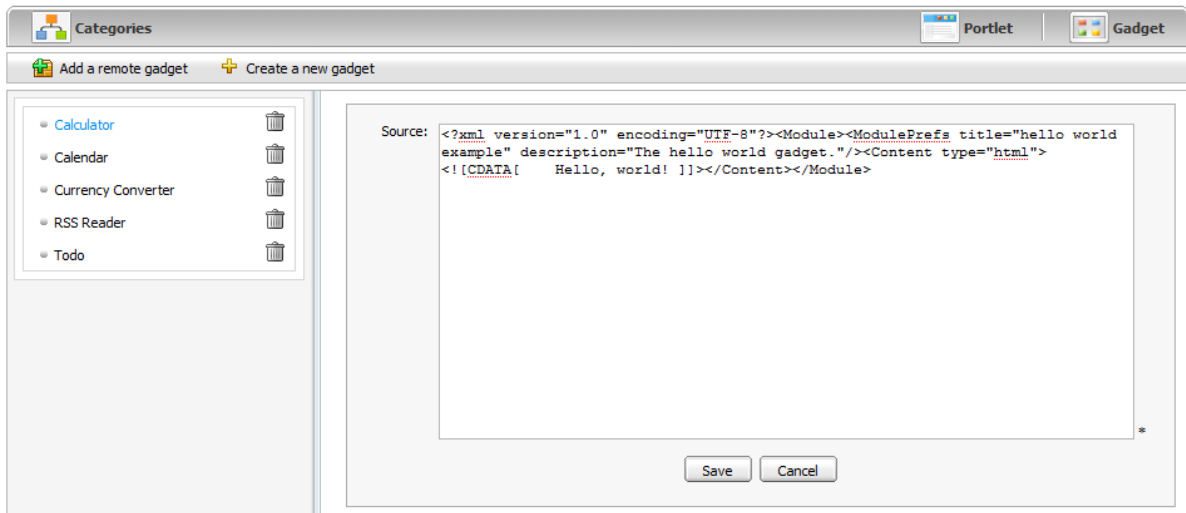 Categories Portlet Gadget
Add a remote gadget Create a new gadget
Calculator
Calendar
Currency Converter
RSS Reader
Todo
Source:
<?xml version="1.0" encoding="UTF-8"?><Module><ModulePrefs title="hello world
example" description="The hello world gadget."/><Content type="html">
<![CDATA[    Hello, world! ]]></Content></Module>
*
Save Cancel